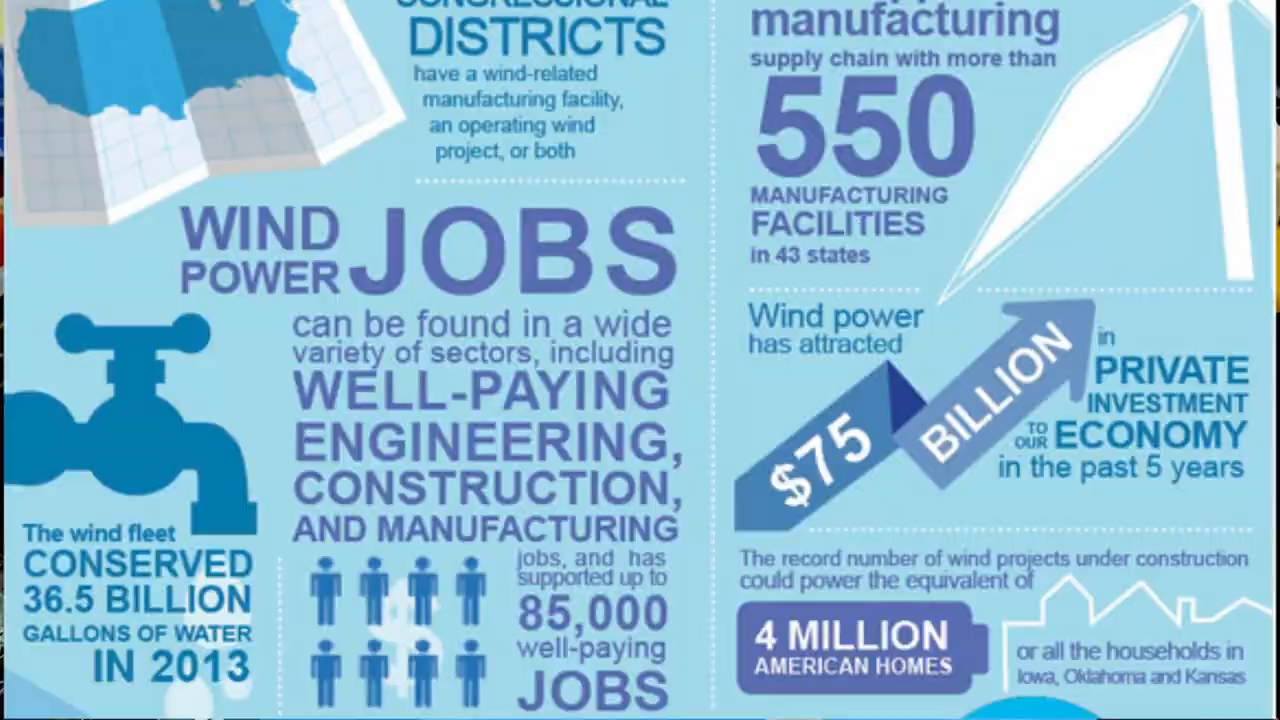 CONGRESSIONAL
DISTRICTS
have a wind-related
manufacturing facility,
an operating wind
project, or both
WIND
POWER JOBS
can be found in a wide
variety of sectors, including
WELL-PAYING
ENGINEERING,
CONSTRUCTION,
AND MANUFACTURING
jobs, and has
supported up to
85,000
well-paying
JOBS
The wind fleet
CONSERVED
36.5 BILLION
GALLONS OF WATER
IN 2013
manufacturing
supply chain with more than
550
MANUFACTURING
FACILITIES
in 43 states
Wind power
has attracted
$75 BILLION
in
PRIVATE
INVESTMENT
TO OUR ECONOMY
in the past 5 years
The record number of wind projects under construction
could power the equivalent of
4 MILLION
AMERICAN HOMES
or all the households in
Iowa, Oklahoma and Kansas